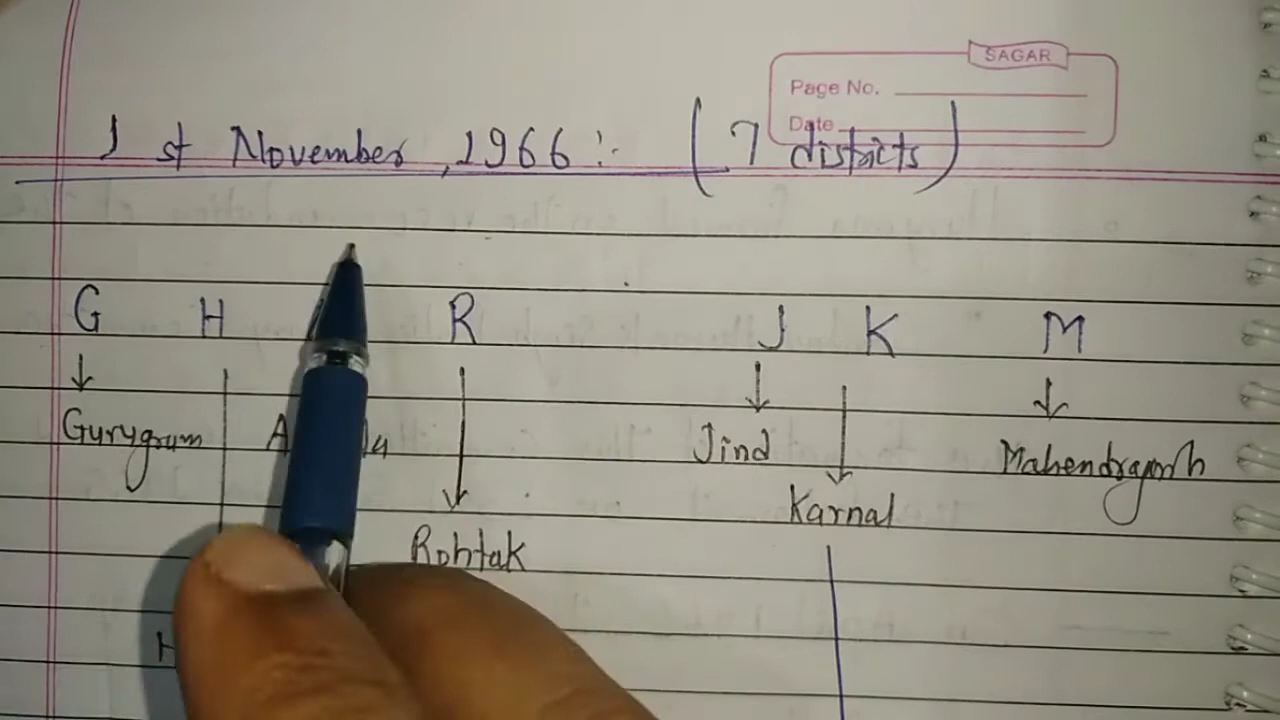 SAGAR
Page No.
Date
1 st November, 1966 :- (7 districts)
G H R J K M
Gurugram Jind Mahendragarh
Karnal
Rohtak
H